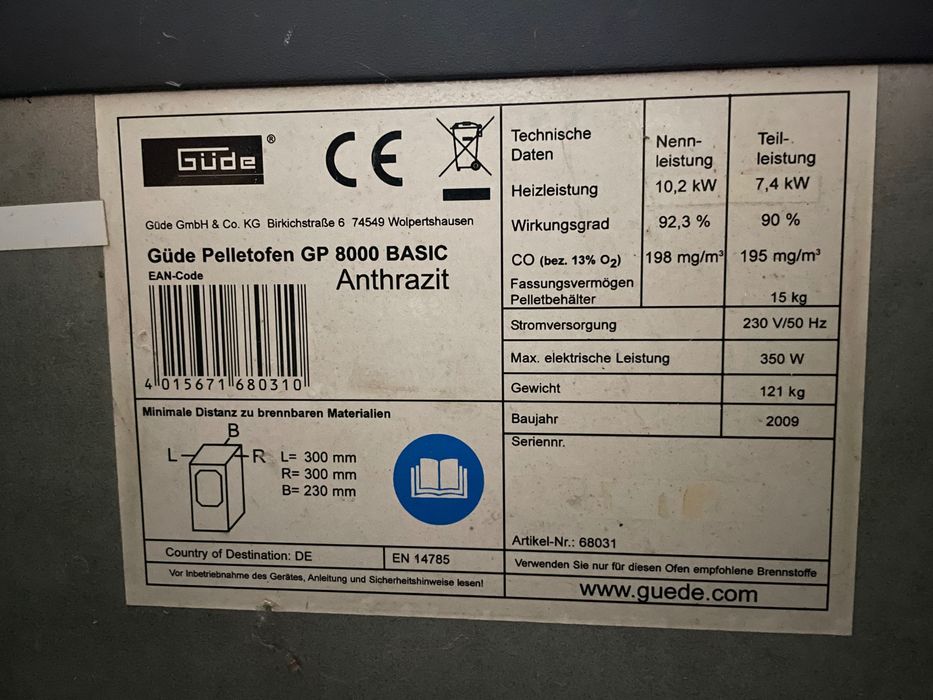 Güde ®
CE
Güde GmbH & Co. KG Birkichstraße 6 74549 Wolpertshausen
Güde Pelletofen GP 8000 BASIC
EAN-Code
Anthrazit
4 015671 680310
Minimale Distanz zu brennbaren Materialien
B
L
R
L= 300 mm
R= 300 mm
B= 230 mm
Country of Destination: DE
EN 14785
Vor Inbetriebnahme des Gerätes, Anleitung und Sicherheitshinweise lesen!
Technische Daten
Nenn-leistung
Teil-leistung
Heizleistung 10,2 kW 7,4 kW
Wirkungsgrad 92,3 % 90 %
CO (bez. 13% O₂) 198 mg/m³ 195 mg/m³
Fassungsvermögen
Pelletbehälter 15 kg
Stromversorgung 230 V/50 Hz
Max. elektrische Leistung 350 W
Gewicht 121 kg
Baujahr 2009
Seriennr.
Artikel-Nr.: 68031
Verwenden Sie nur für diesen Ofen empfohlene Brennstoffe
www.guede.com